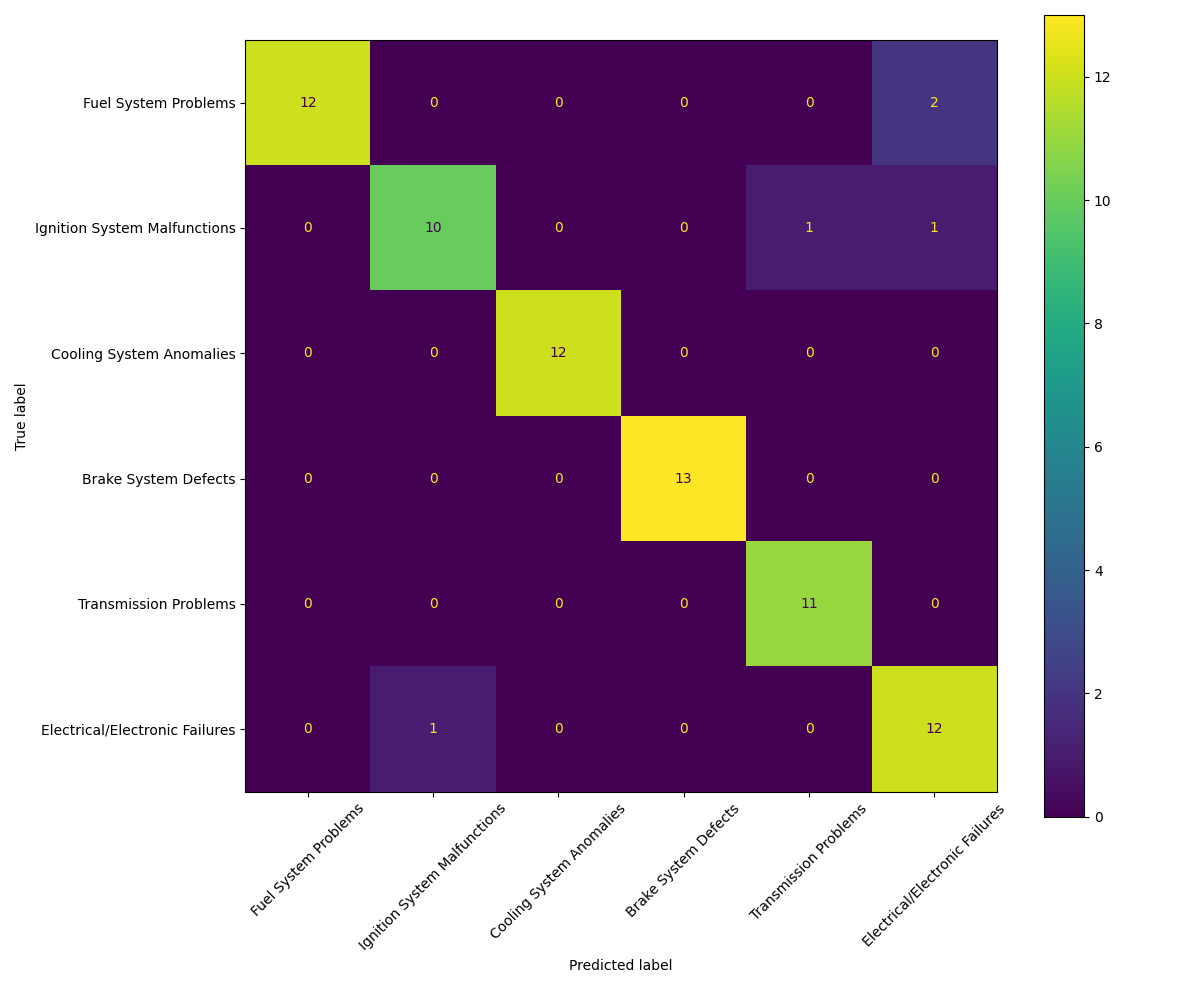 Fuel System Problems 12 0 0 0 0 2
Ignition System Malfunctions 0 10 0 0 1 1
Cooling System Anomalies 0 0 12 0 0 0
Brake System Defects 0 0 0 13 0 0
Transmission Problems 0 0 0 0 11 0
Electrical/Electronic Failures 0 1 0 0 0 12
True label
Fuel System Problems
Ignition System Malfunctions
Cooling System Anomalies
Brake System Defects
Transmission Problems
Electrical/Electronic Failures
Predicted label
12
10
8
6
4
2
0